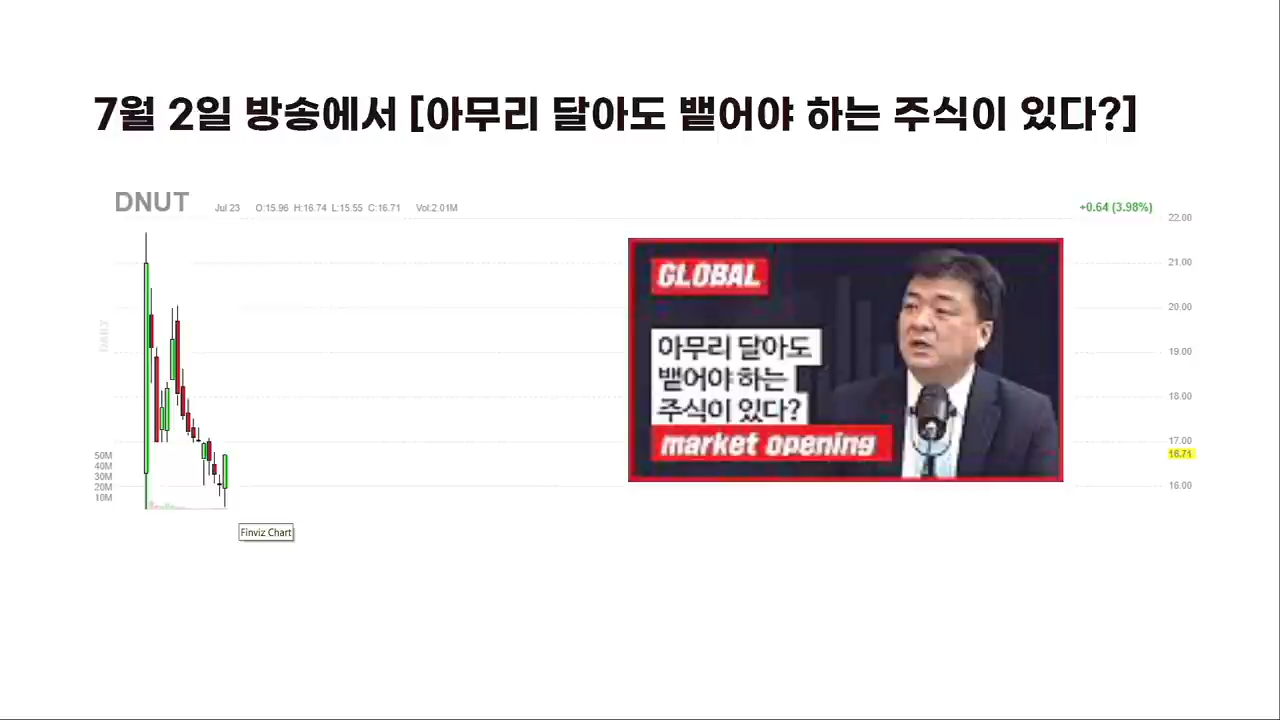 7월 2일 방송에서 [아무리 달아도 뱉어야 하는 주식이 있다?]
DNUT
Jul 23 O:15.96 H:16.74 L:15.55 C:16.71 Vol:2.01M
+0.64 (3.98%)
22.00
21.00
20.00
19.00
18.00
17.00
16.71
16.00
DAILY
50M
40M
30M
20M
10M
GLOBAL
아무리 달아도
뱉어야 하는
주식이 있다?
market opening
Finviz Chart